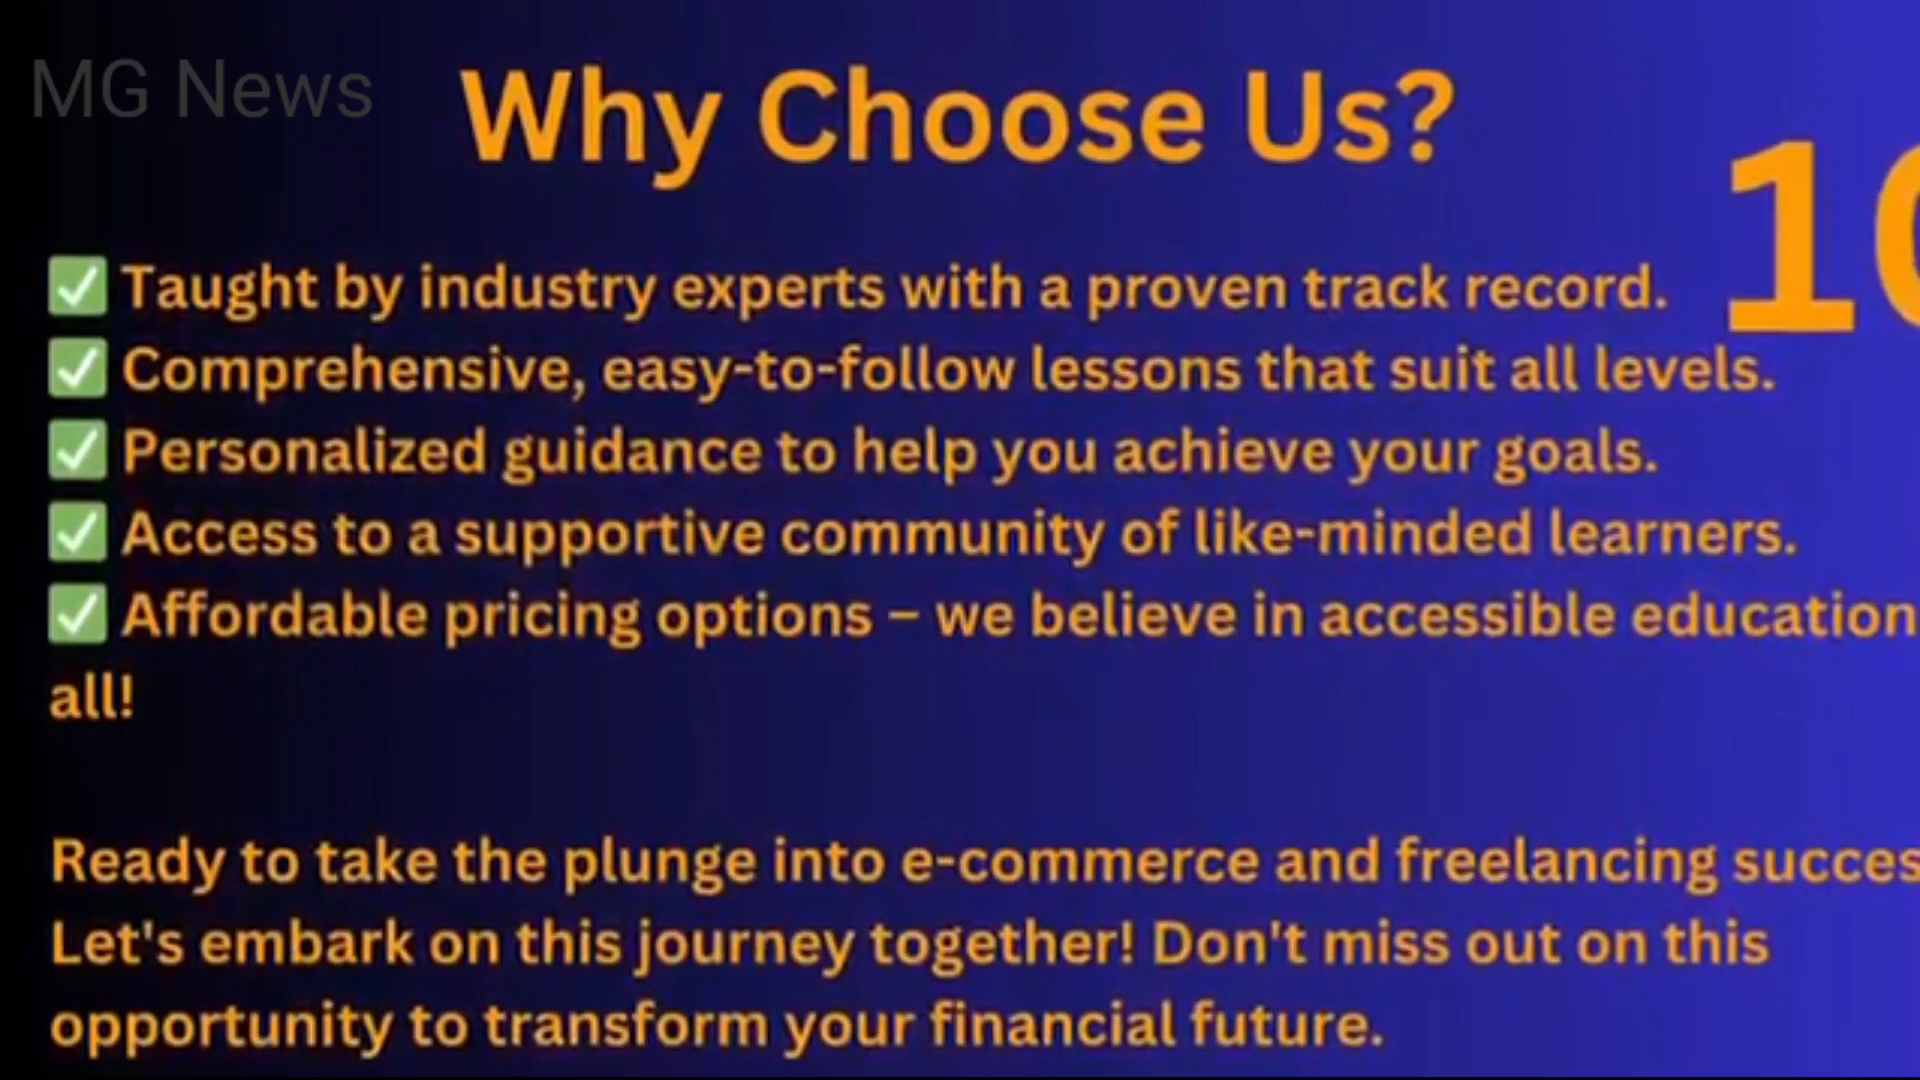 MG News
Why Choose Us?
10
✅ Taught by industry experts with a proven track record.
✅ Comprehensive, easy-to-follow lessons that suit all levels.
✅ Personalized guidance to help you achieve your goals.
✅ Access to a supportive community of like-minded learners.
✅ Affordable pricing options – we believe in accessible education
all!
Ready to take the plunge into e-commerce and freelancing
Let's embark on this journey together! Don't miss out on this
opportunity to transform your financial future.